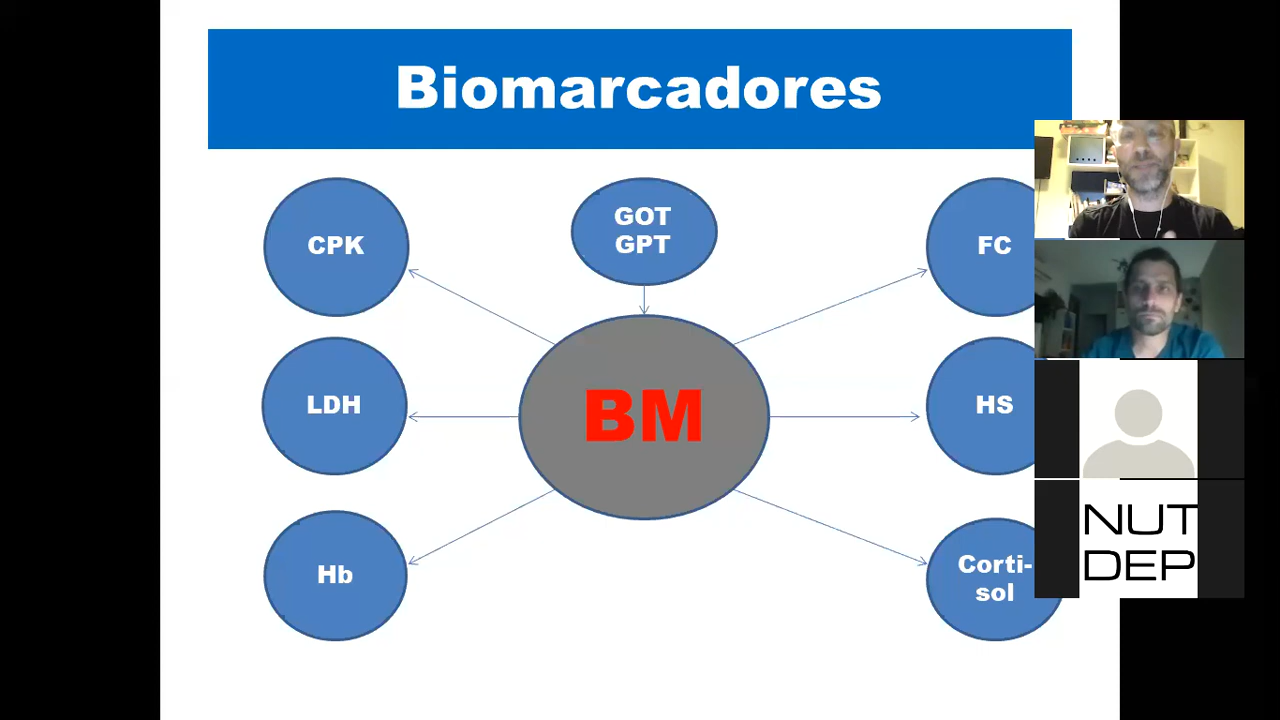 Biomarcadores
CPK
GOT
GPT
FC
LDH
BM
HS
Hb
Corti-
sol
NUT
DEP